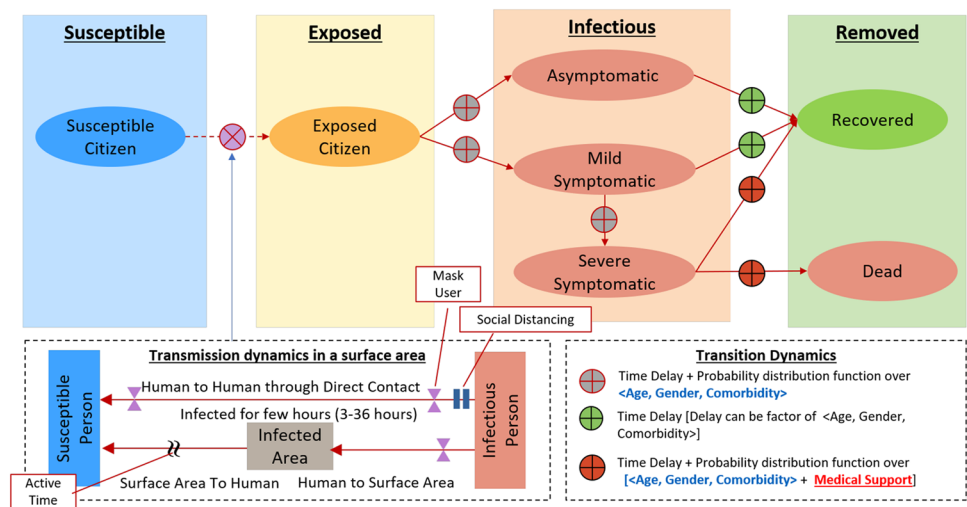 Susceptible
Exposed
Infectious
Removed
Susceptible
Citizen
Exposed
Citizen
Asymptomatic
Mild
Symptomatic
Severe
Symptomatic
Recovered
Dead
Mask
User
Social Distancing
Transmission dynamics in a surface area
Susceptible
Person
Human to Human through Direct Contact
Infected for few hours (3-36 hours)
Infected
Area
Infectious
Person
Surface Area To Human
Human to Surface Area
Active
Time
Transition Dynamics
Time Delay + Probability distribution function over
<Age, Gender, Comorbidity>
Time Delay [Delay can be factor of <Age, Gender,
Comorbidity>]
Time Delay + Probability distribution function over
[<Age, Gender, Comorbidity> + Medical Support]